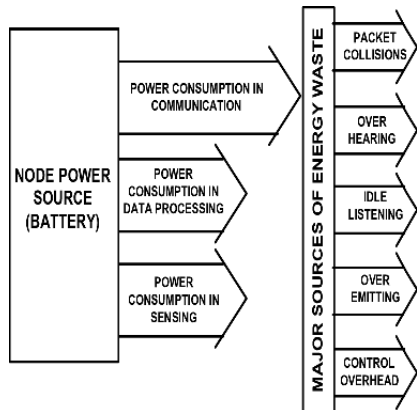 NODE POWER
SOURCE
(BATTERY)
POWER CONSUMPTION IN
COMMUNICATION
POWER
CONSUMPTION IN
DATA PROCESSING
POWER
CONSUMPTION IN
SENSING
MAJOR SOURCES OF ENERGY WASTE
PACKET
COLLISIONS
OVER
HEARING
IDLE
LISTENING
OVER
EMITTING
CONTROL
OVERHEAD